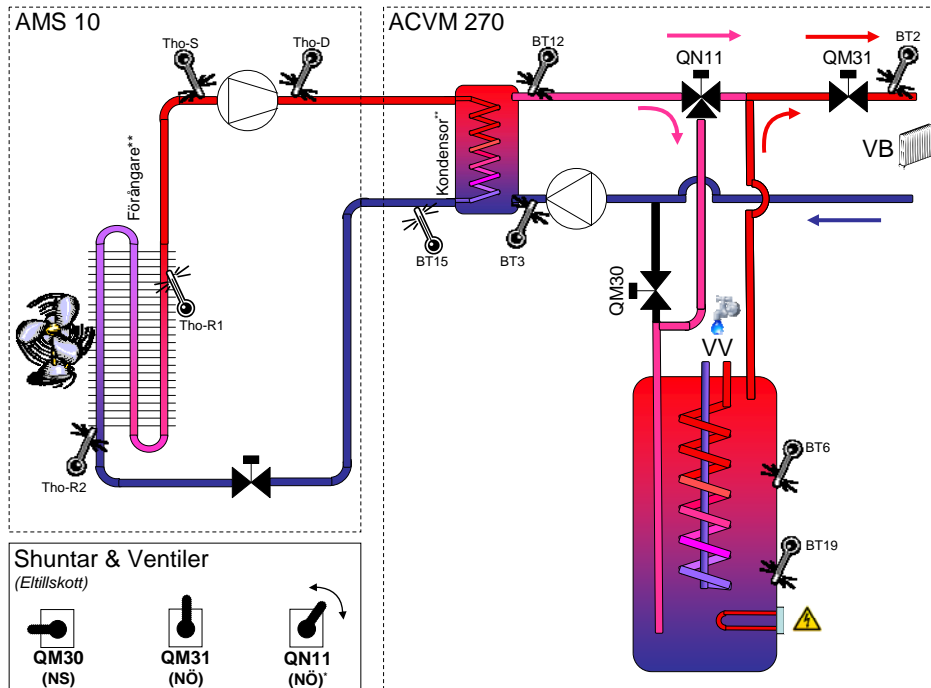 AMS 10
ACVM 270
Tho-S
Tho-D
BT12
QN11
QM31
BT2
Förångare**
Kondensor**
VB
BT15
BT3
QM30
Tho-R1
VV
Tho-R2
BT6
BT19
Shuntar & Ventiler
(Eltillskott)
QM30
(NS)
QM31
(NÖ)
QN11
(NÖ)*